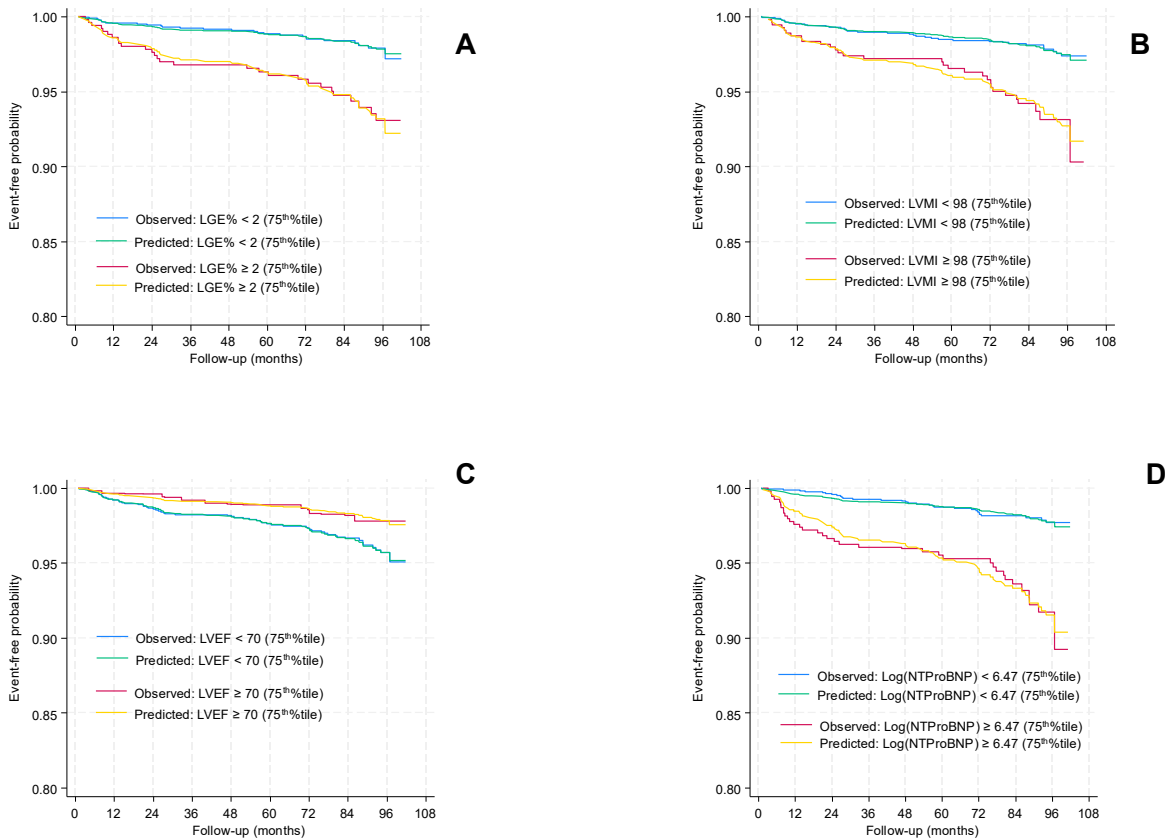 A
Event-free probability
1.00
0.95
0.90
0.85
0.80
Observed: LGE% < 2 (75th%tile)
Predicted: LGE% < 2 (75th%tile)
Observed: LGE% ≥ 2 (75th%tile)
Predicted: LGE% ≥ 2 (75th%tile)
0 12 24 36 48 60 72 84 96 108
Follow-up (months)
B
Event-free probability
1.00
0.95
0.90
0.85
0.80
Observed: LVMI < 98 (75th%tile)
Predicted: LVMI < 98 (75th%tile)
Observed: LVMI ≥ 98 (75th%tile)
Predicted: LVMI ≥ 98 (75th%tile)
0 12 24 36 48 60 72 84 96 108
Follow-up (months)
C
Event-free probability
1.00
0.95
0.90
0.85
0.80
Observed: LVEF < 70 (75th%tile)
Predicted: LVEF < 70 (75th%tile)
Observed: LVEF ≥ 70 (75th%tile)
Predicted: LVEF ≥ 70 (75th%tile)
0 12 24 36 48 60 72 84 96 108
Follow-up (months)
D
Event-free probability
1.00
0.95
0.90
0.85
0.80
Observed: Log(NTProBNP) < 6.47 (75th%tile)
Predicted: Log(NTProBNP) < 6.47 (75th%tile)
Observed: Log(NTProBNP) ≥ 6.47 (75th%tile)
Predicted: Log(NTProBNP) ≥ 6.47 (75th%tile)
0 12 24 36 48 60 72 84 96 108
Follow-up (months)